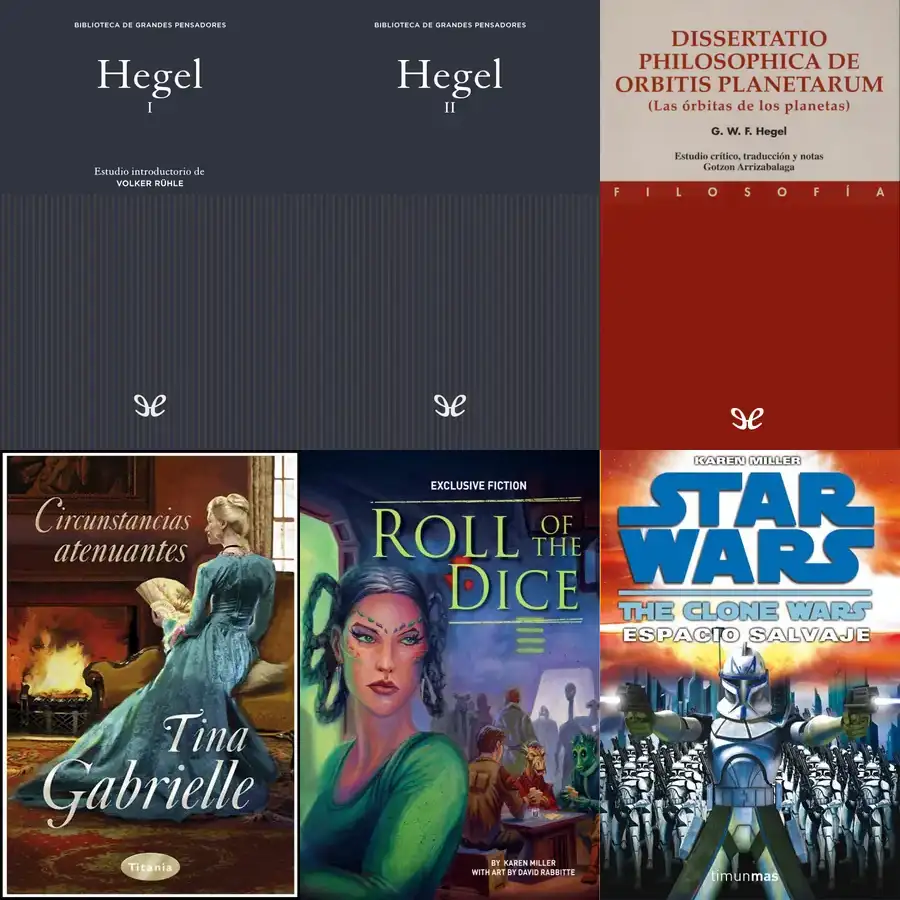 BIBLIOTECA DE GRANDES PENSADORES
Hegel
I
Estudio introductorio de
VOLKER RÜHLE
BIBLIOTECA DE GRANDES PENSADORES
Hegel
II
DISSERTATIO
PHILOSOPHICA DE
ORBITIS PLANETARUM
(Las órbitas de los planetas)
G. W. F. Hegel
Estudio crítico, traducción y notas
Gotzon Arrizabalaga
FILOSOFÍA
Circunstancias
atenuantes
Tina
Gabrielle
Titania
EXCLUSIVE FICTION
ROLL OF THE
DICE
BY KAREN MILLER
WITH ART BY DAVID RABBITTE
KAREN MILLER
STAR
WARS
THE CLONE WARS
ESPACIO SALVAJE
timunmas